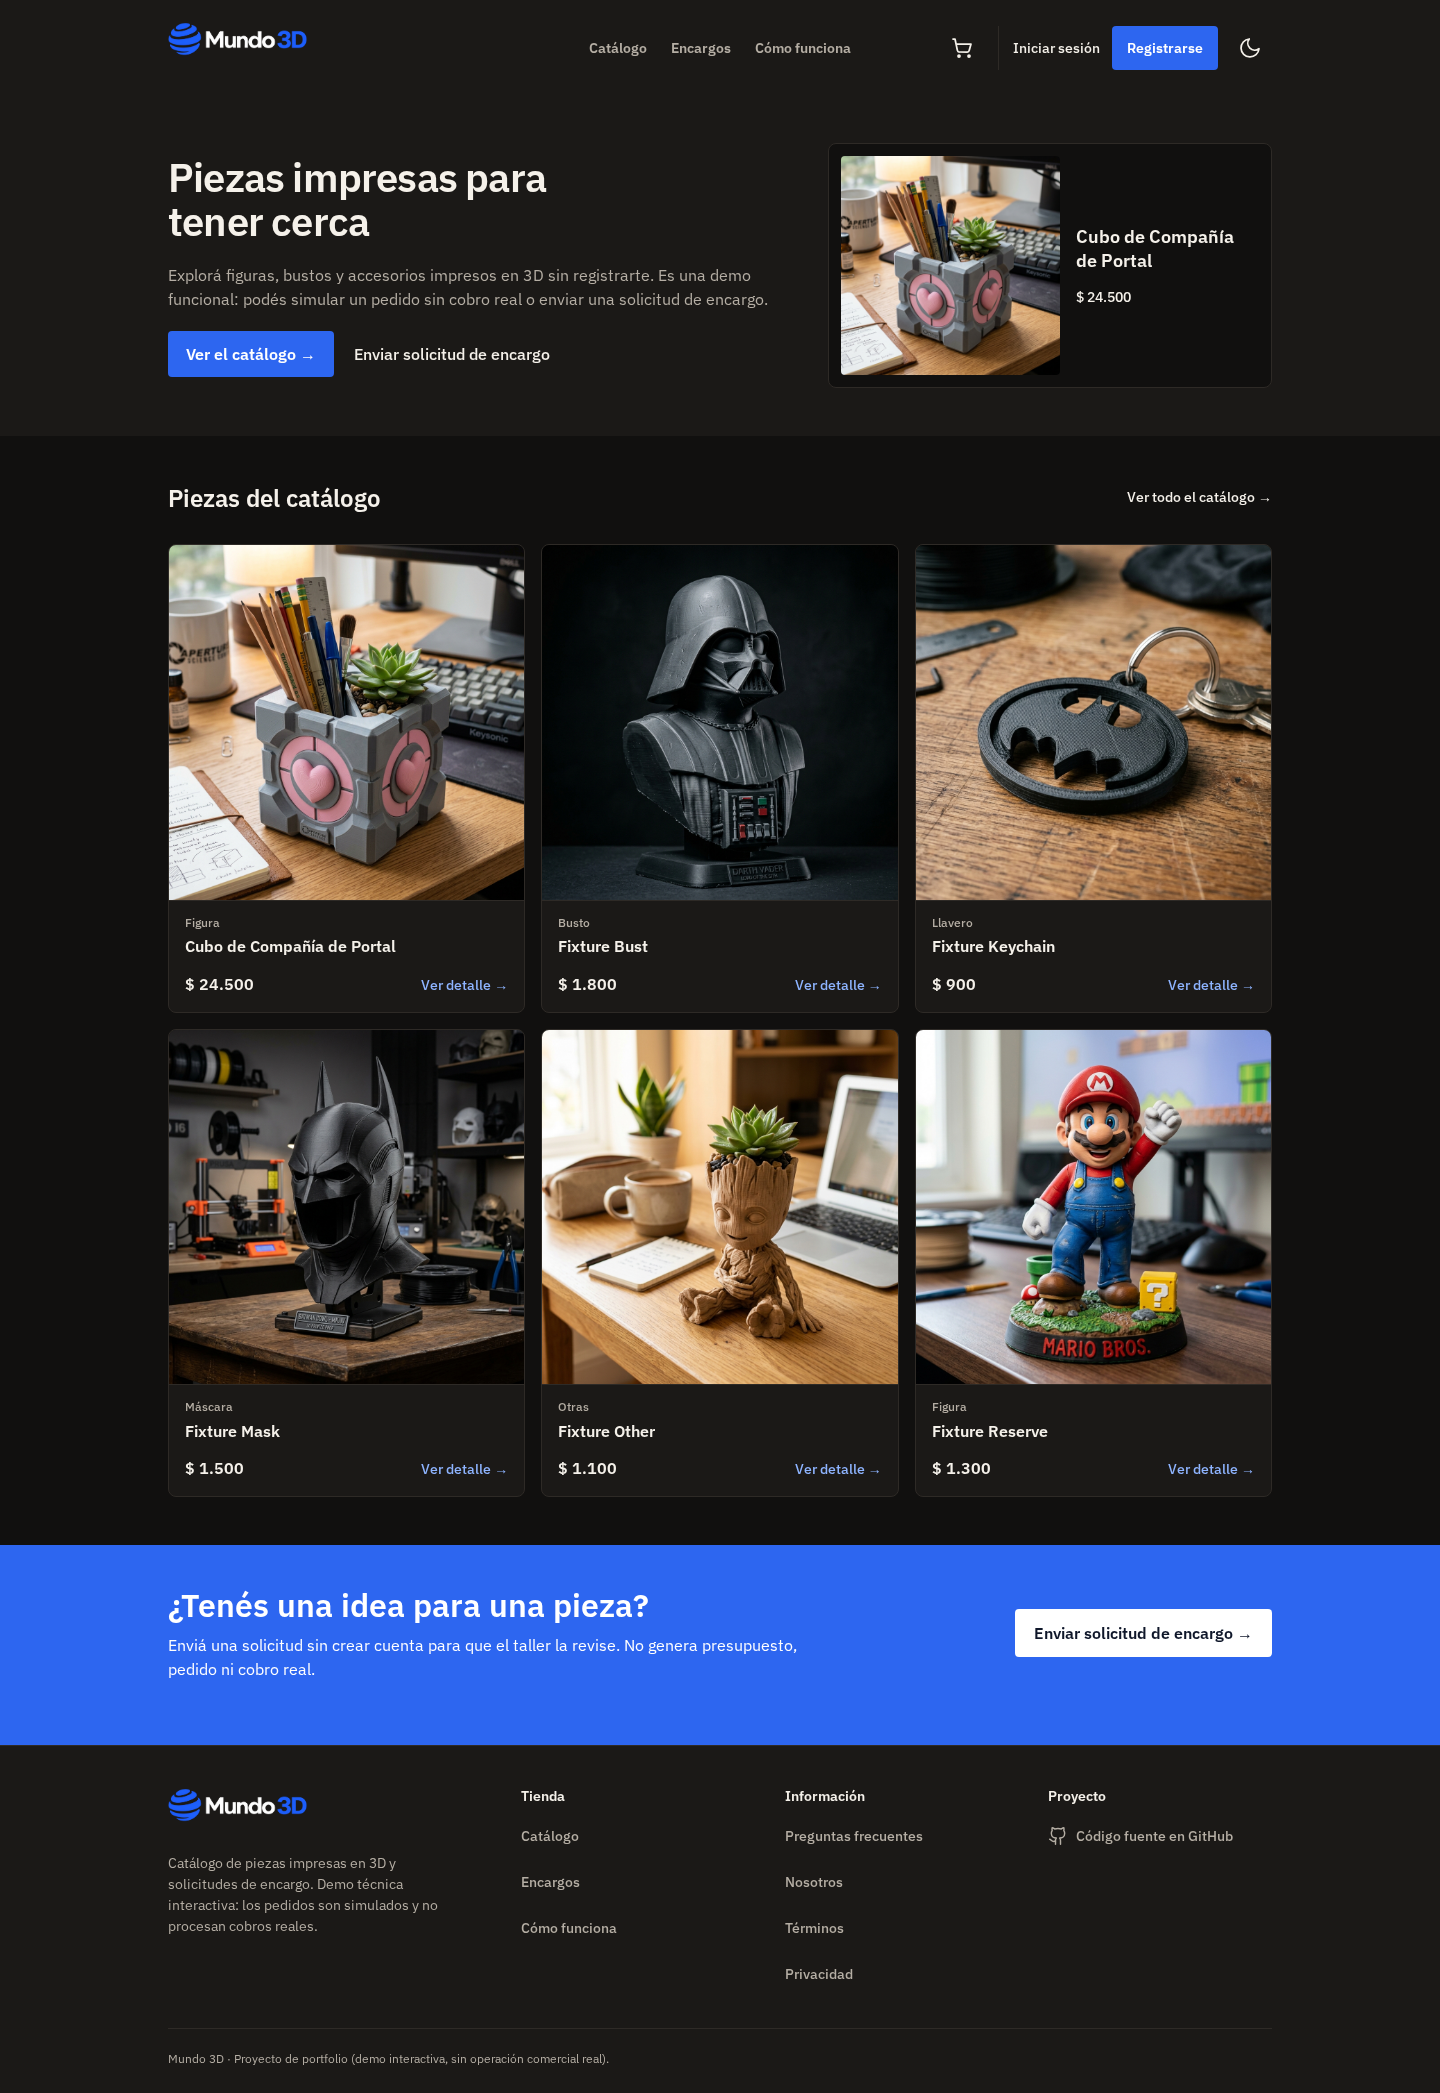 Mundo 3D
Catálogo
Encargos
Cómo funciona
Iniciar sesión
Registrarse
Piezas impresas para
tener cerca
Explorá figuras, bustos y accesorios impresos en 3D sin registrarte. Es una demo
funcional: podés simular un pedido sin cobro real o enviar una solicitud de encargo.
Ver el catálogo →
Enviar solicitud de encargo
Cubo de Compañía
de Portal
$ 24.500
Piezas del catálogo
Ver todo el catálogo →
APERTURE
Keysonic
DARTH VADER
Figura
Cubo de Compañía de Portal
$ 24.500
Ver detalle →
Busto
Fixture Bust
$ 1.800
Ver detalle →
Llavero
Fixture Keychain
$ 900
Ver detalle →
MARIO BROS.
Máscara
Fixture Mask
$ 1.500
Ver detalle →
Otras
Fixture Other
$ 1.100
Ver detalle →
Figura
Fixture Reserve
$ 1.300
Ver detalle →
¿Tenés una idea para una pieza?
Enviá una solicitud sin crear cuenta para que el taller la revise. No genera presupuesto,
pedido ni cobro real.
Enviar solicitud de encargo →
Mundo 3D
Catálogo de piezas impresas en 3D y
solicitudes de encargo. Demo técnica
interactiva: los pedidos son simulados y no
procesan cobros reales.
Tienda
Catálogo
Encargos
Cómo funciona
Información
Preguntas frecuentes
Nosotros
Términos
Privacidad
Proyecto
Código fuente en GitHub
Mundo 3D · Proyecto de portfolio (demo interactiva, sin operación comercial real).